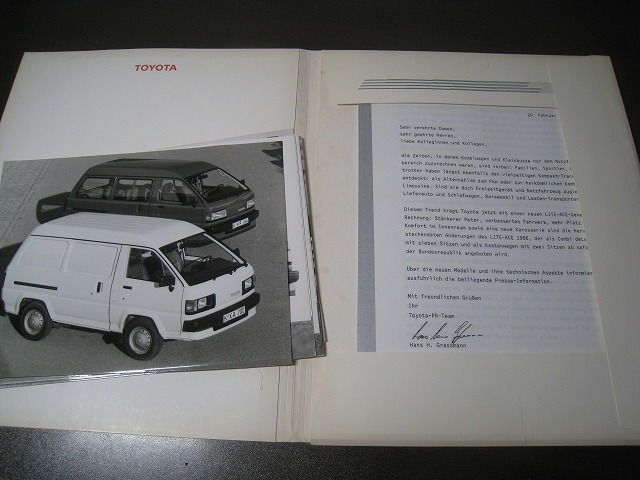 TOYOTA
26. Februar
Sehr verehrte Damen,
sehr geehrte Herren,
liebe Kolleginnen und Kollegen,
die Zeiten, in denen Kombiwagen und Kleinbusse nur dem Nutzf
bereich zuzurechnen waren, sind vorbei: Familien, Sportler,
trotter haben längst ebenfalls den vielseitigen Kompakt-Trans
entdeckt: als Alternative zum Pkw oder zur herkömmlichen Komb
Limousine. Sind sie doch Freizeitgerät und Nutzfahrzeug zugle
Lieferauto und Schlafwagen, Reisemobil und Lasten-Transporter
Diesem Trend trägt Toyota jetzt mit einem neuen LITE-ACE-Gene
Rechnung: Stärkerer Motor, verbessertes Fahrwerk, mehr Platz
Komfort im Innenraum sowie eine neue Karosserie sind die herv
stechendsten Änderungen des LITE-ACE 1986, der als Combi deLu
mit sieben Sitzen und als Kastenwagen mit zwei Sitzen ab sofo
der Bundesrepublik angeboten wird.
Über die neuen Modelle und ihre technischen Aspekte informier
ausführlich die beiliegende Presse-Information.
Mit freundlichen Grüßen
Ihr
Toyota-PR-Team
Hans H. Grassmann